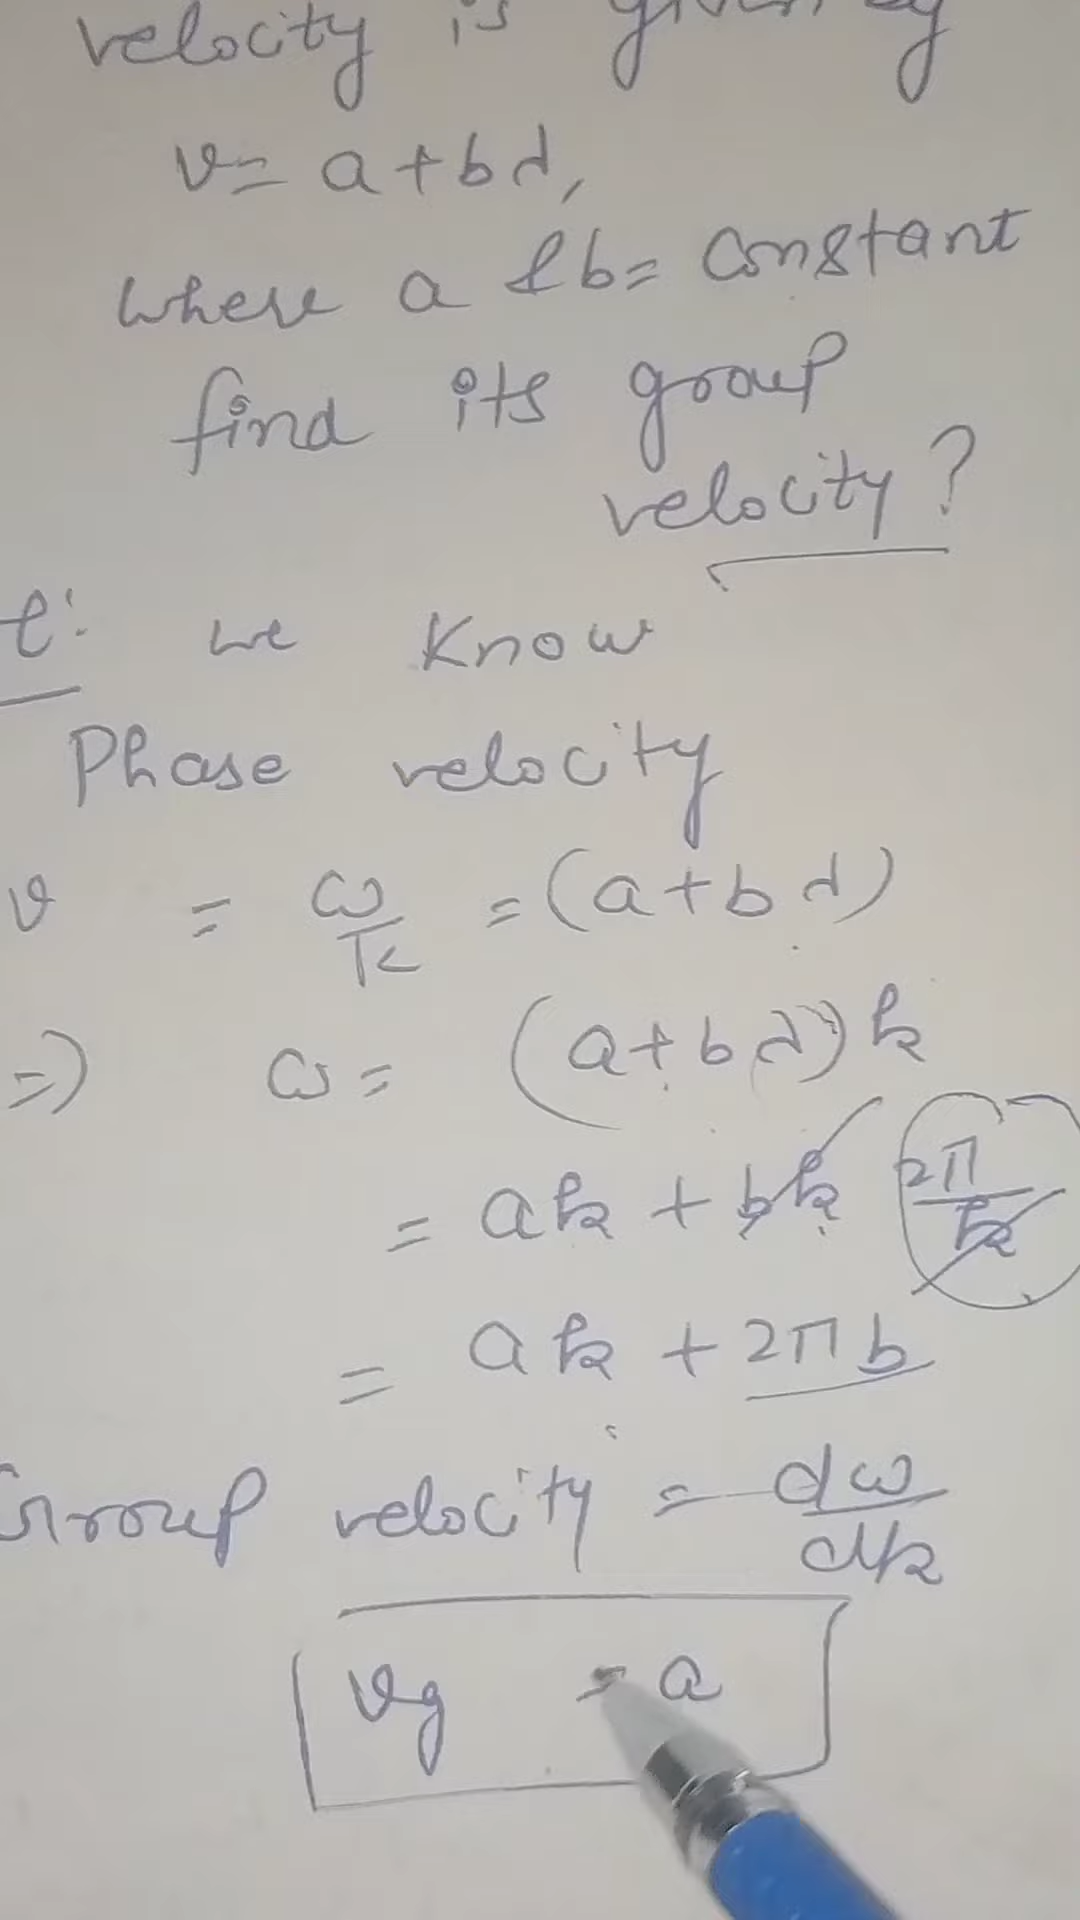 velocity is given by
v = a + bλ,
where a & b = constant
find its group
velocity?
we know
Phase velocity
v = ω/k = (a + bλ)
=> ω = (a + bλ) k
= ak + bk 2π/k
= ak + 2πb
Group velocity = dω/dk
vg = a